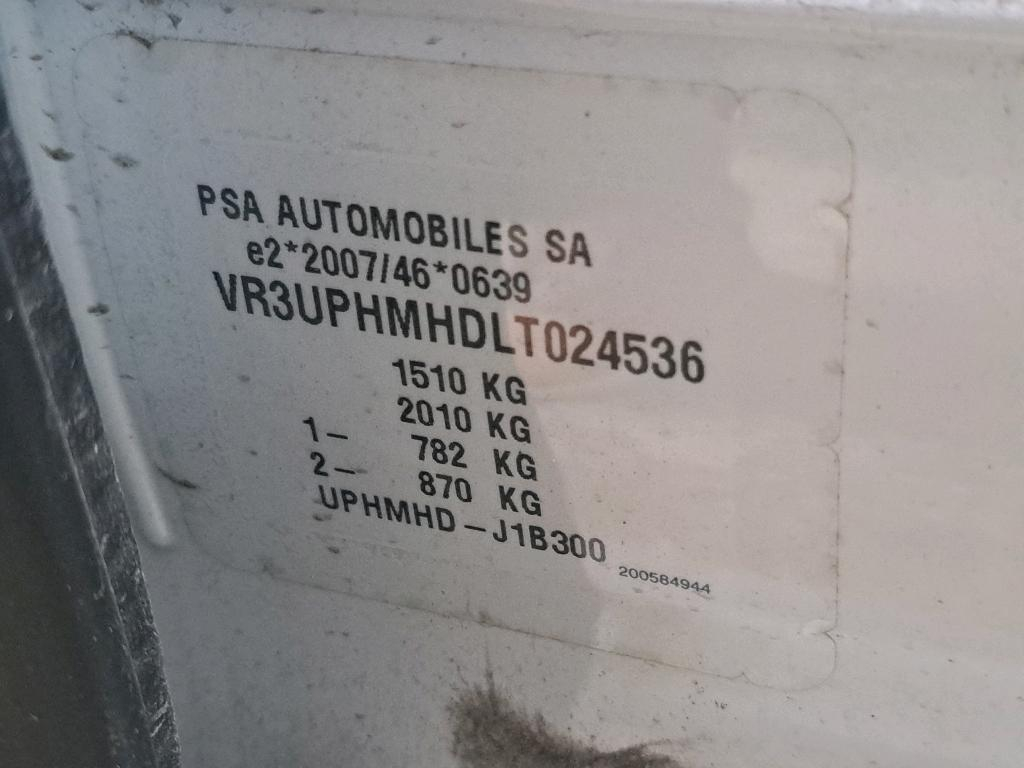 PSA AUTOMOBILES SA
e2*2007/46*0639
VR3UPHMHDLT024536
1510 KG
2010 KG
1– 782 KG
2– 870 KG
UPHMHD–J1B300
200584944